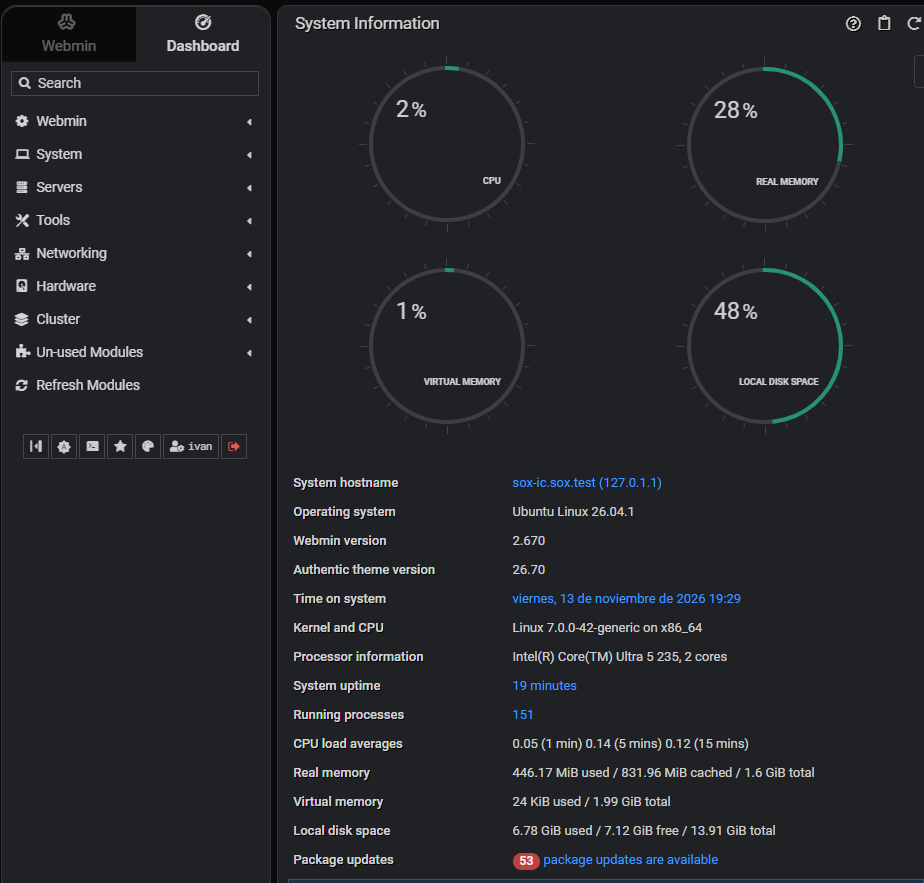 Webmin
Dashboard
Search
Webmin
System
Servers
Tools
Networking
Hardware
Cluster
Un-used Modules
Refresh Modules
ivan
System Information
2%
CPU
28%
REAL MEMORY
1%
VIRTUAL MEMORY
48%
LOCAL DISK SPACE
System hostname sox-ic.sox.test (127.0.1.1)
Operating system Ubuntu Linux 26.04.1
Webmin version 2.670
Authentic theme version 26.70
Time on system viernes, 13 de noviembre de 2026 19:29
Kernel and CPU Linux 7.0.0-42-generic on x86_64
Processor information Intel(R) Core(TM) Ultra 5 235, 2 cores
System uptime 19 minutes
Running processes 151
CPU load averages 0.05 (1 min) 0.14 (5 mins) 0.12 (15 mins)
Real memory 446.17 MiB used / 831.96 MiB cached / 1.6 GiB total
Virtual memory 24 KiB used / 1.99 GiB total
Local disk space 6.78 GiB used / 7.12 GiB free / 13.91 GiB total
Package updates 53 package updates are available